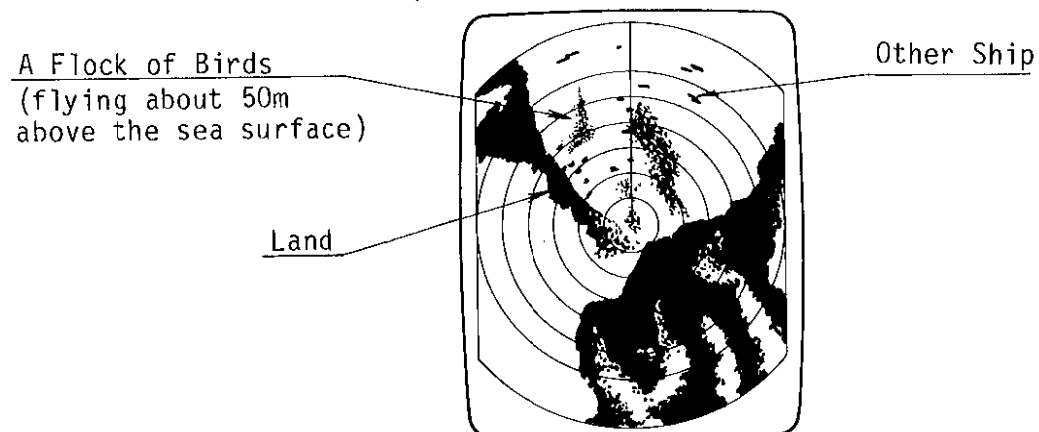 A Flock of Birds
(flying about 50m
above the sea surface)
Other Ship
Land